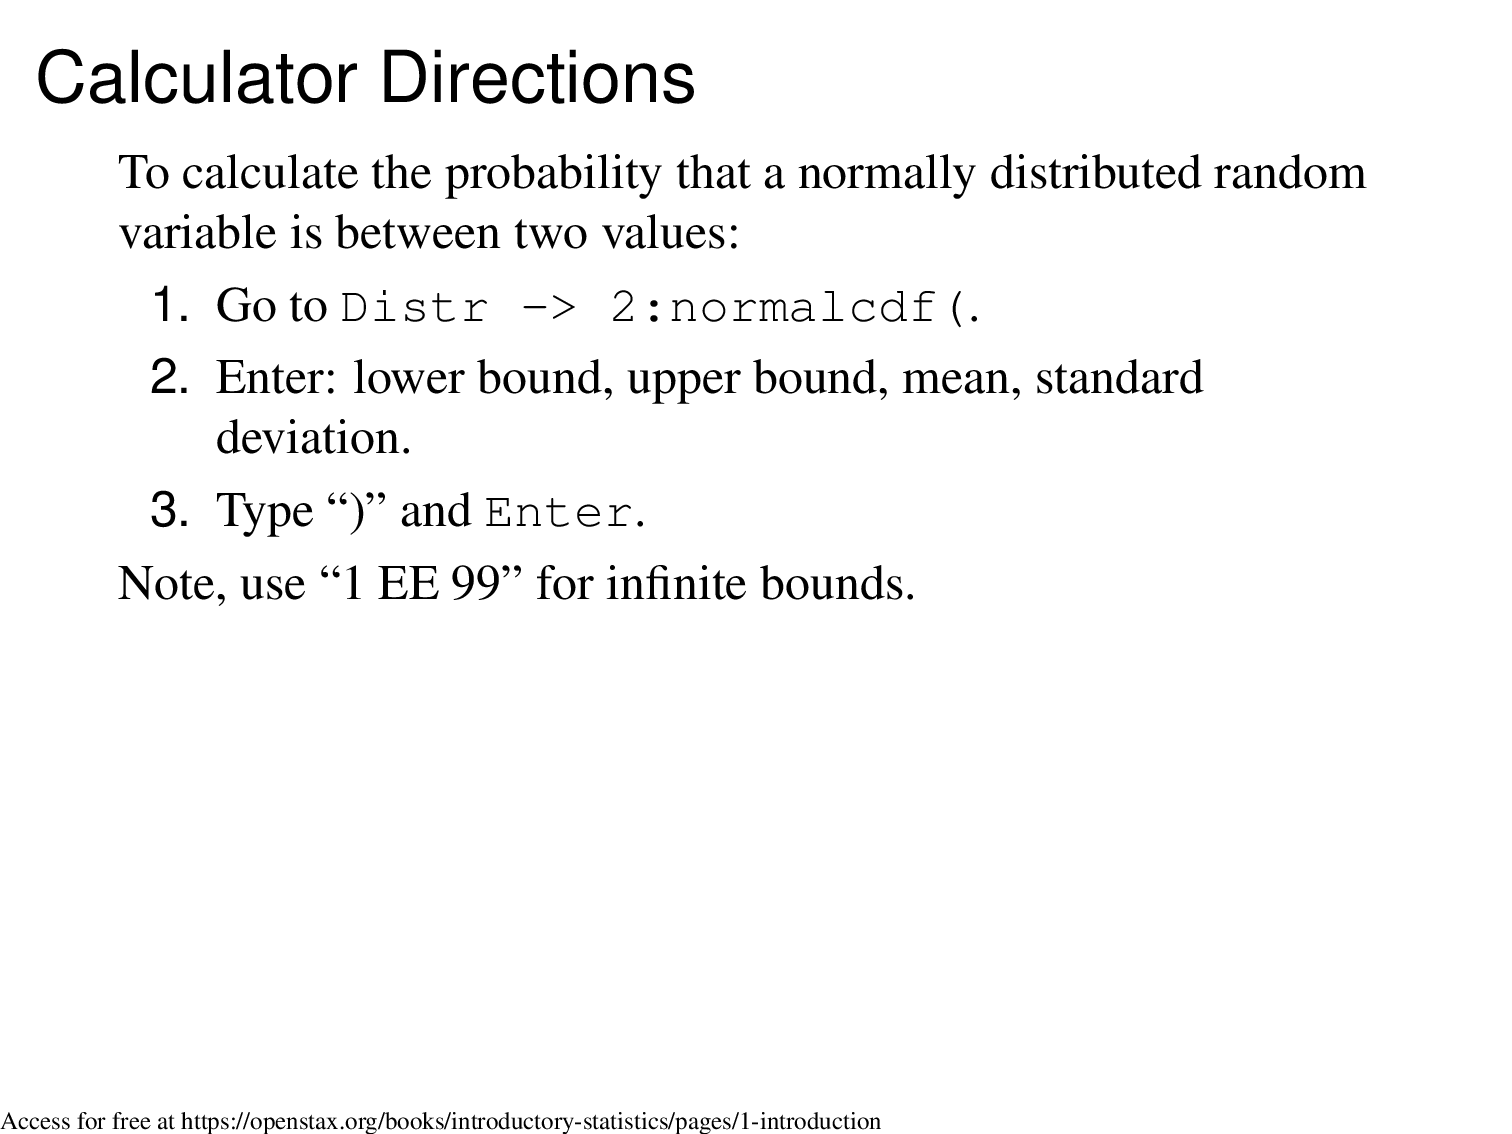 Calculator Directions
To calculate the probability that a normally distributed random
variable is between two values:
1. Go to Distr -> 2:normalcdf(.
2. Enter: lower bound, upper bound, mean, standard
deviation.
3. Type “)” and Enter.
Note, use “1 EE 99” for infinite bounds.
Access for free at https://openstax.org/books/introductory-statistics/pages/1-introduction